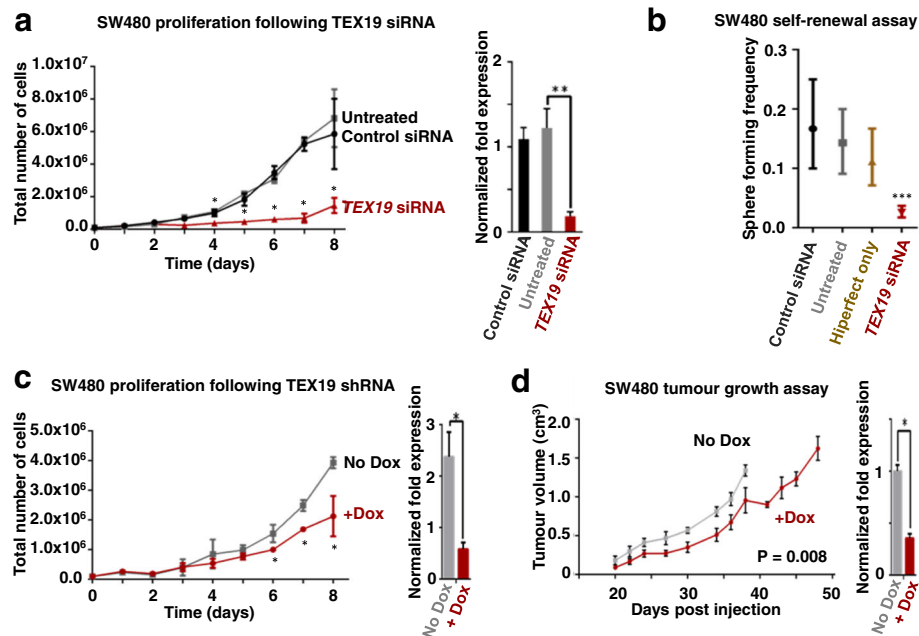 a
SW480 proliferation following TEX19 siRNA
Total number of cells
1.0x10⁷
8.0x10⁶
6.0x10⁶
4.0x10⁶
2.0x10⁶
0.0
0 2 4 6 8
Time (days)
Untreated
Control siRNA
TEX19 siRNA
* * * * *
Normalized fold expression
2
1
0
**
Control siRNA
Untreated
TEX19 siRNA
b
SW480 self-renewal assay
Sphere forming frequency
0.3
0.2
0.1
0.0
***
Control siRNA
Untreated
Hiperfect only
TEX19 siRNA
c
SW480 proliferation following TEX19 shRNA
Total number of cells
5.0x10⁶
4.0x10⁶
3.0x10⁶
2.0x10⁶
1.0x10⁶
0.0
0 2 4 6 8
Time (days)
No Dox
+Dox
* * *
Normalized fold expression
3
2
1
0
*
No Dox
+ Dox
d
SW480 tumour growth assay
Tumour volume (cm³)
2.0
1.5
1.0
0.5
0
20 30 40 50
Days post injection
No Dox
+Dox
P = 0.008
Normalized fold expression
1
0
*
No Dox
+ Dox